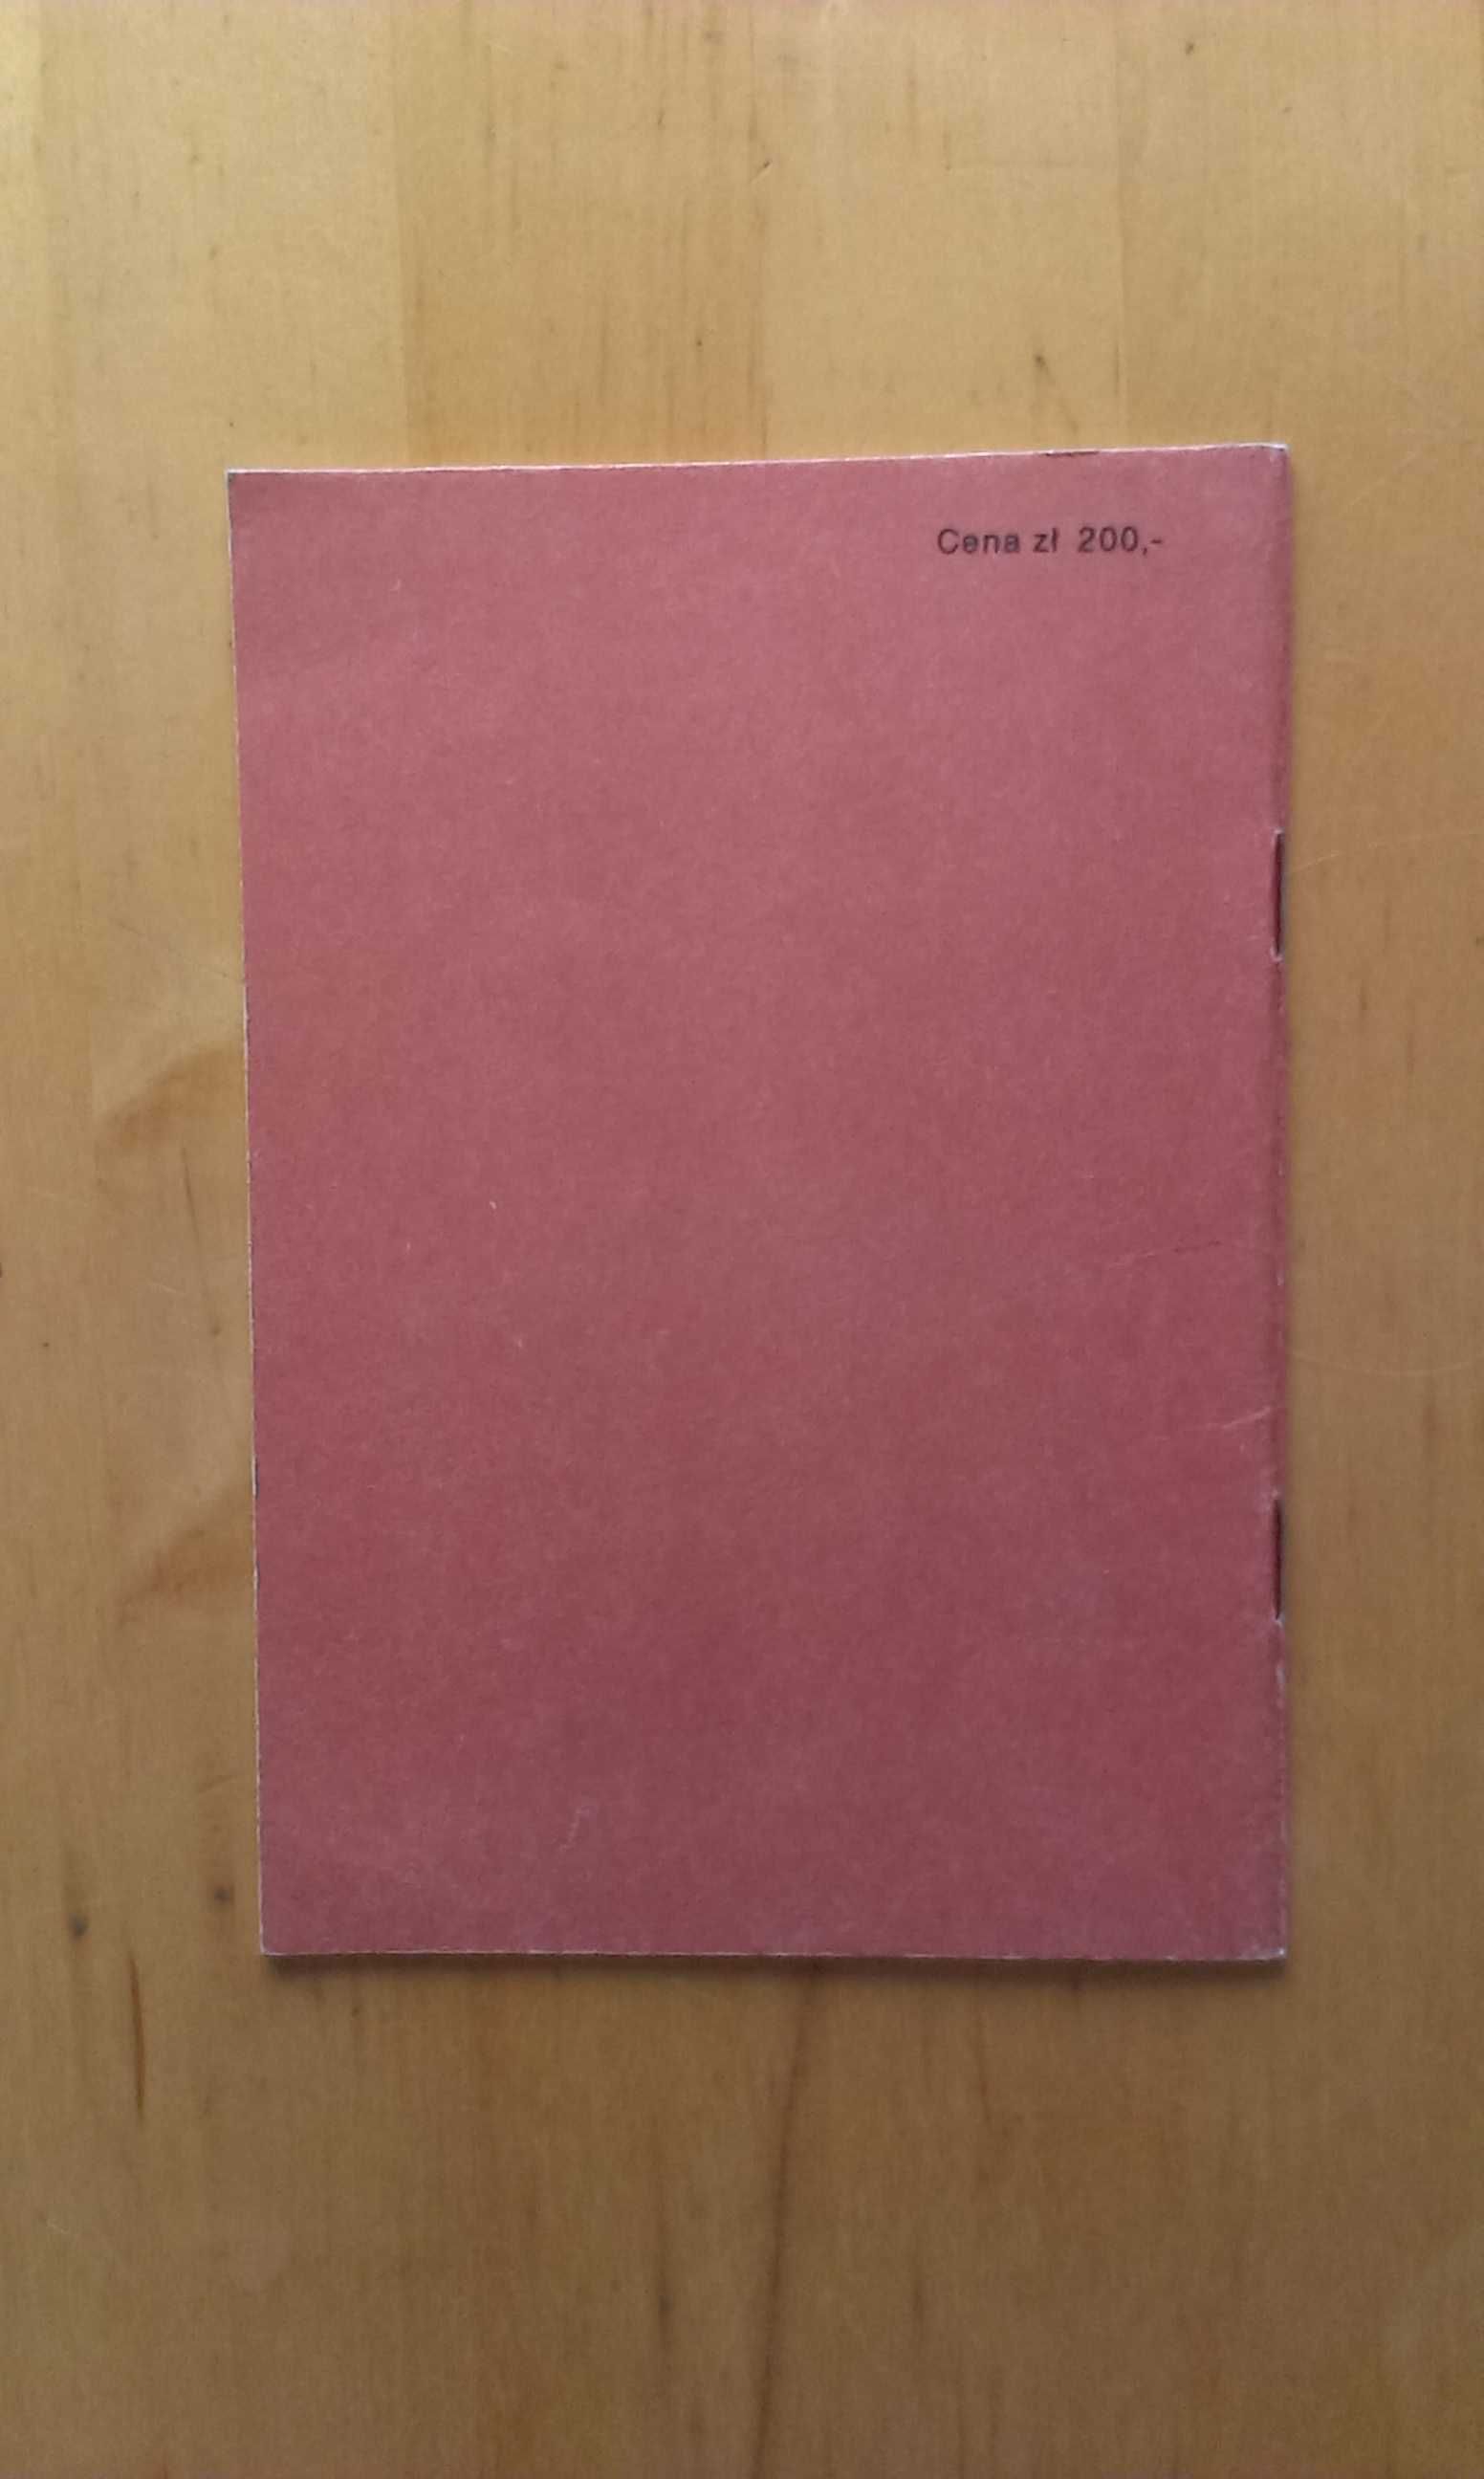 Cena zł 200,-